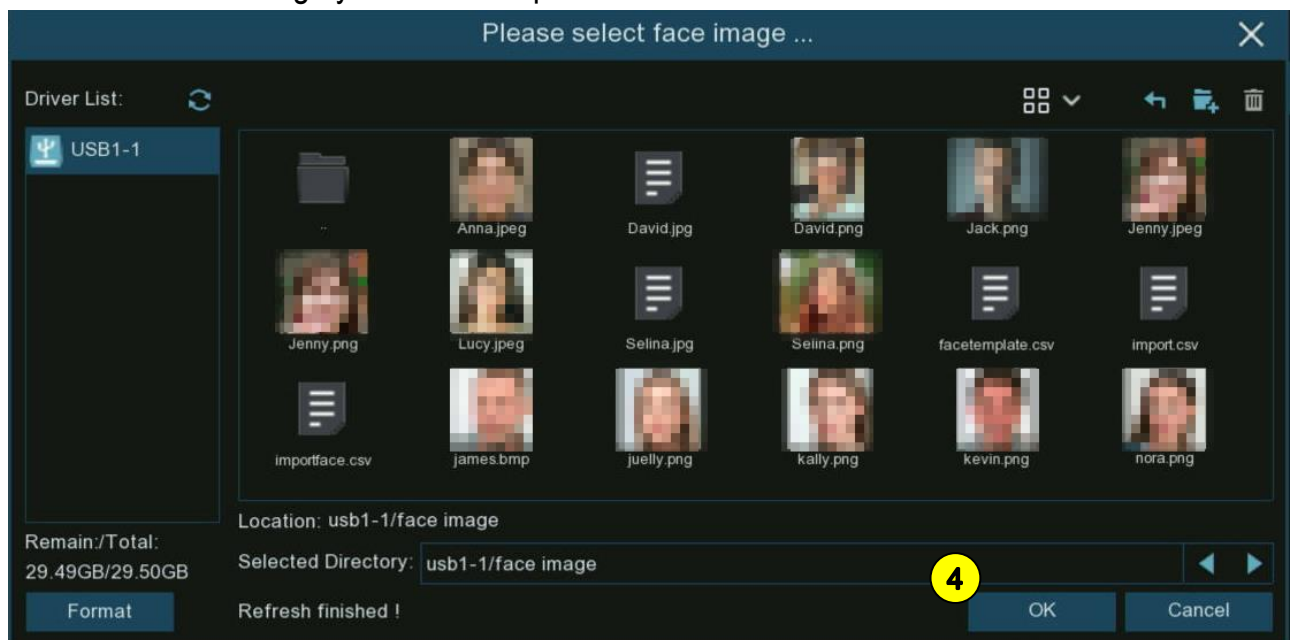 Please select face image ...
Driver List:
USB1-1
..
Anna.jpeg
David.jpg
David.png
Jack.png
Jenny.jpeg
Jenny.png
Lucy.jpeg
Selina.jpg
Selina.png
facetemplate.csv
import.csv
importface.csv
james.bmp
juelly.png
kally.png
kevin.png
nora.png
Location: usb1-1/face image
Remain:/Total:
29.49GB/29.50GB
Selected Directory: usb1-1/face image
4
Format
Refresh finished !
OK
Cancel